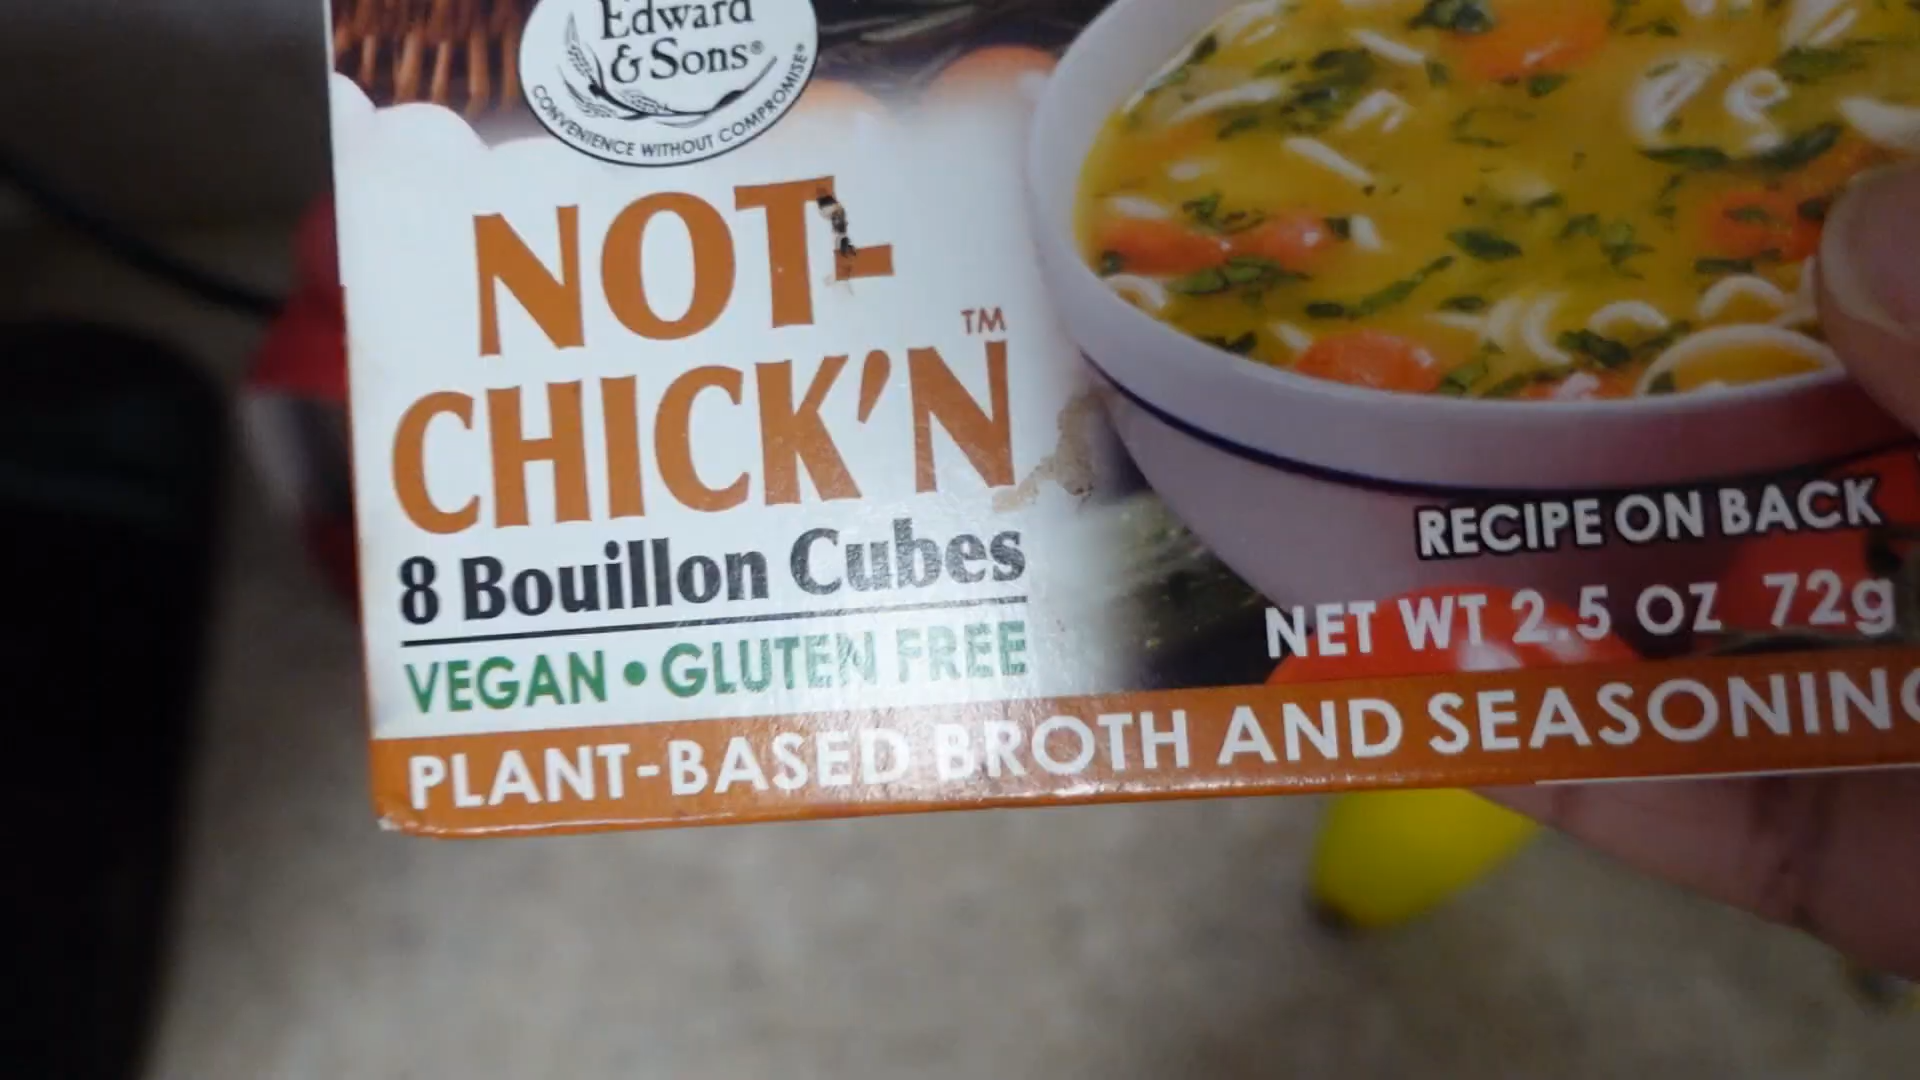 Edward
& Sons®
CONVENIENCE WITHOUT COMPROMISE®
NOT-
CHICK'N™
8 Bouillon Cubes
VEGAN • GLUTEN FREE
RECIPE ON BACK
NET WT 2.5 OZ 72g
PLANT-BASED BROTH AND SEASONING